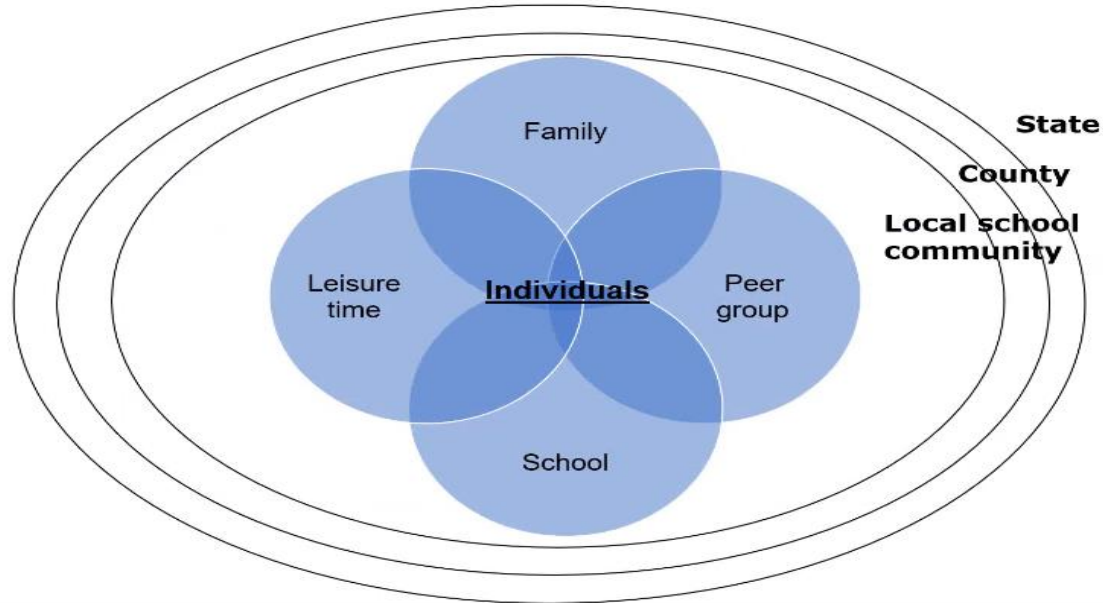 Family
State
County
Local school
community
Leisure
time
Individuals
Peer
group
School